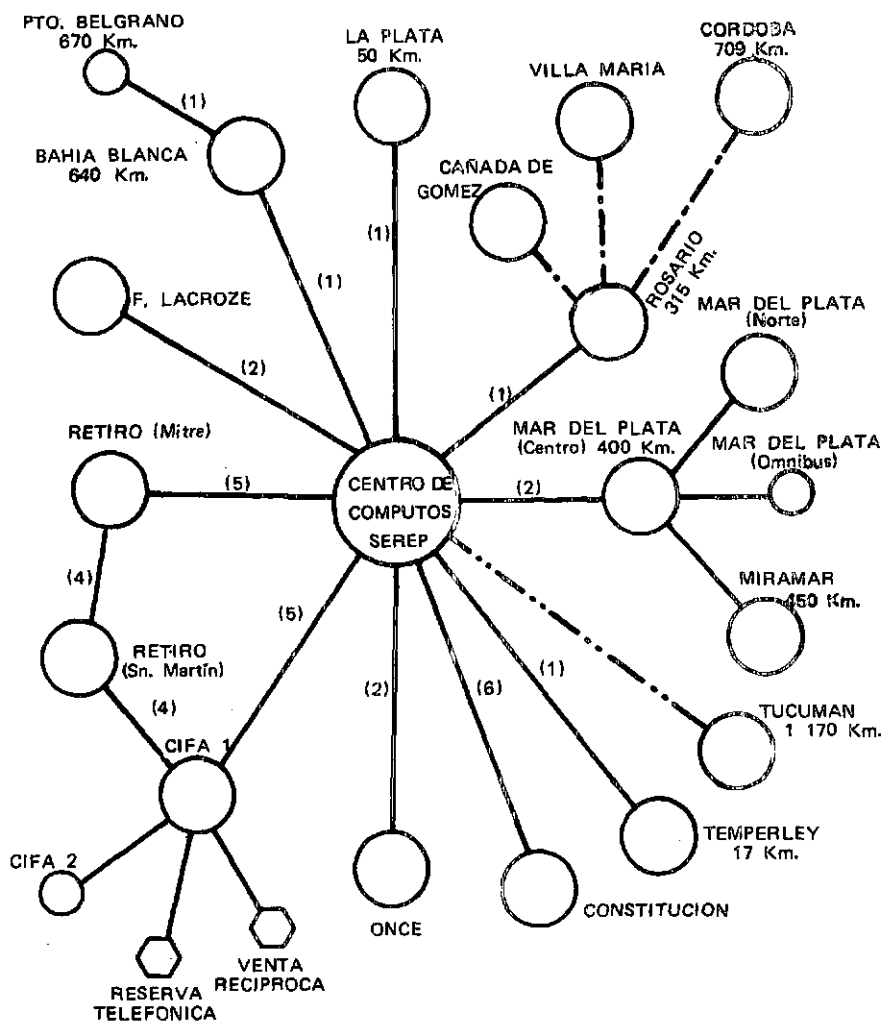 PTO. BELGRANO
670 Km.
LA PLATA
50 Km.
CORDOBA
709 Km.
VILLA MARIA
(1)
BAHIA BLANCA
640 Km.
CAÑADA DE
GOMEZ
(1)
(1)
ROSARIO
315 Km.
F. LACROZE
(2)
MAR DEL PLATA
(Norte)
(1)
RETIRO (Mitre)
MAR DEL PLATA
(Centro) 400 Km.
MAR DEL PLATA
(Omnibus)
(5)
CENTRO DE
COMPUTOS
SEREP
(2)
(4)
MIRAMAR
450 Km.
(5)
RETIRO
(Sn. Martín)
(2)
(6)
(1)
(4)
TUCUMAN
1 170 Km.
CIFA 1
TEMPERLEY
17 Km.
CIFA 2
ONCE
CONSTITUCION
VENTA
RECIPROCA
RESERVA
TELEFONICA